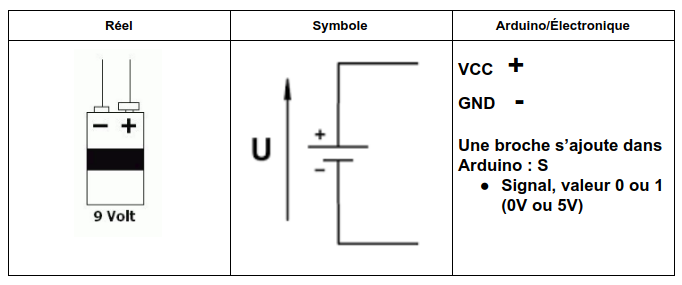 Réel
Symbole
Arduino/Électronique
− +
9 Volt
U
+
−
VCC +
GND -
Une broche s’ajoute dans
Arduino : S
● Signal, valeur 0 ou 1
(0V ou 5V)